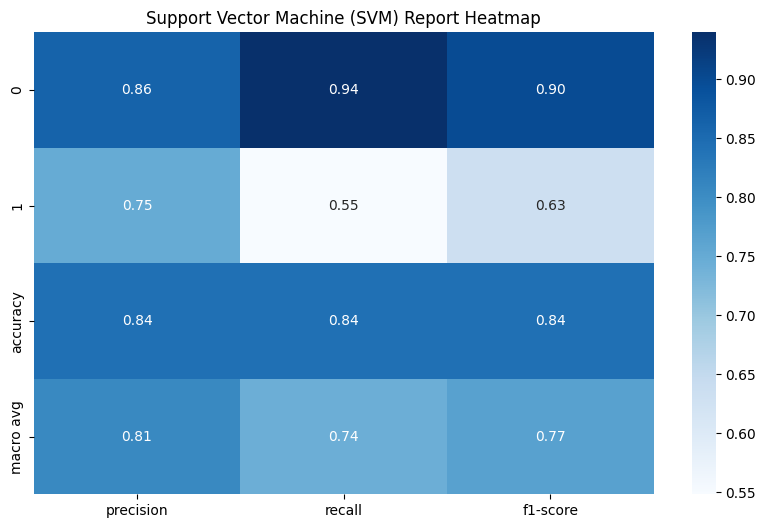 Support Vector Machine (SVM) Report Heatmap
0 0.86 0.94 0.90
1 0.75 0.55 0.63
accuracy 0.84 0.84 0.84
macro avg 0.81 0.74 0.77
precision recall f1-score
0.90
0.85
0.80
0.75
0.70
0.65
0.60
0.55